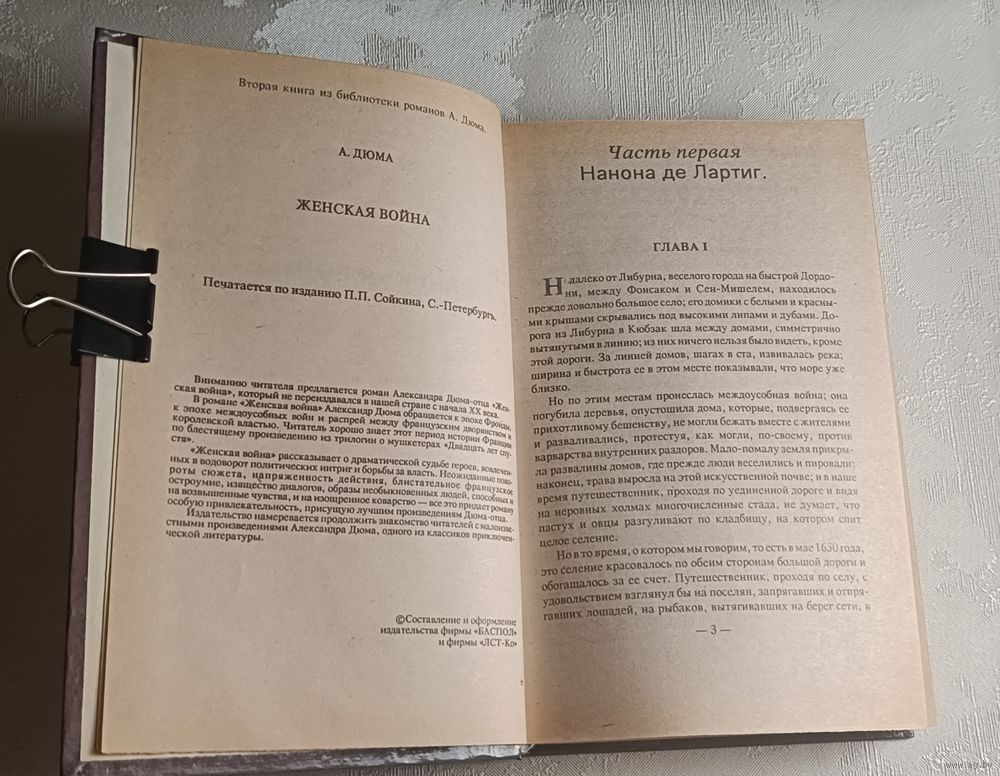 Вторая книга из библиотеки романов А. Дюма.
А. ДЮМА
ЖЕНСКАЯ ВОЙНА
Печатается по изданию П.П. Сойкина, С.-Петербургъ.
Вниманию читателя предлагается роман Александра Дюма-отца «Жен-
ская война», который не переиздавался в нашей стране с начала XX века.
В романе «Женская война» Александр Дюма обращается к эпохе Фронды,
к эпохе междоусобных войн и распрей между французским дворянством и
королевской властью. Читатель хорошо знает этот период истории Франции
по блестящему произведению из трилогии о мушкетерах «Двадцать лет спу-
стя».
«Женская война» рассказывает о драматической судьбе героев, вовлечен-
ных в водоворот политических интриг и борьбы за власть. Неожиданные пово-
роты сюжета, напряженность действия, блистательное французское
остроумие, изящество диалогов, образы необыкновенных людей, способных и
на возвышенные чувства, и на изощренное коварство — все это придает роману
особую привлекательность, присущую лучшим произведениям Дюма-отца.
Издательство намеревается продолжить знакомство читателей с малоизве-
стными произведениями Александра Дюма, одного из классиков приключен-
ческой литературы.
©Составление и оформление
издательства фирмы «БАСПОЛ»
и фирмы «ЛСТ-Ко»
Часть первая
Нанона де Лартиг.
ГЛАВА I
Н далеко от Либурна, веселого города на быстрой Дордо-
ни, между Фонсаком и Сен-Мишелем, находилось
прежде довольно большое село; его домики с белыми и красны-
ми крышами скрывались под высокими липами и дубами. До-
рога из Либурна в Кюбзак шла между домами, симметрично
вытянутыми в линию; из них ничего нельзя было видеть, кроме
этой дороги. За линией домов, шагах в ста, извивалась река;
ширина и быстрота ее в этом месте показывали, что море уже
близко.
Но по этим местам пронеслась междоусобная война; она
погубила деревья, опустошила дома, которые, подвергаясь ее
прихотливому бешенству, не могли бежать вместе с жителями
и разваливались, протестуя, как могли, по-своему, против
варварства внутренних раздоров. Мало-помалу земля прикры-
ла развалины домов, где прежде люди веселились и пировали;
наконец, трава выросла на этой искусственной почве; и в наше
время путешественник, проходя по уединенной дороге и видя
на неровных холмах многочисленные стада, не думает, что
пастух и овцы разгуливают по кладбищу, на котором спит
целое селение.
Но в то время, о котором мы говорим, то есть в мае 1650 года,
это селение красовалось по обеим сторонам большой дороги и
обогащалось за ее счет. Путешественник, проходя по селу, с
удовольствием взглянул бы на поселян, запрягавших и отпря-
гавших лошадей, на рыбаков, вытягивавших на берег сети, в
— 3 —
www.ay.by